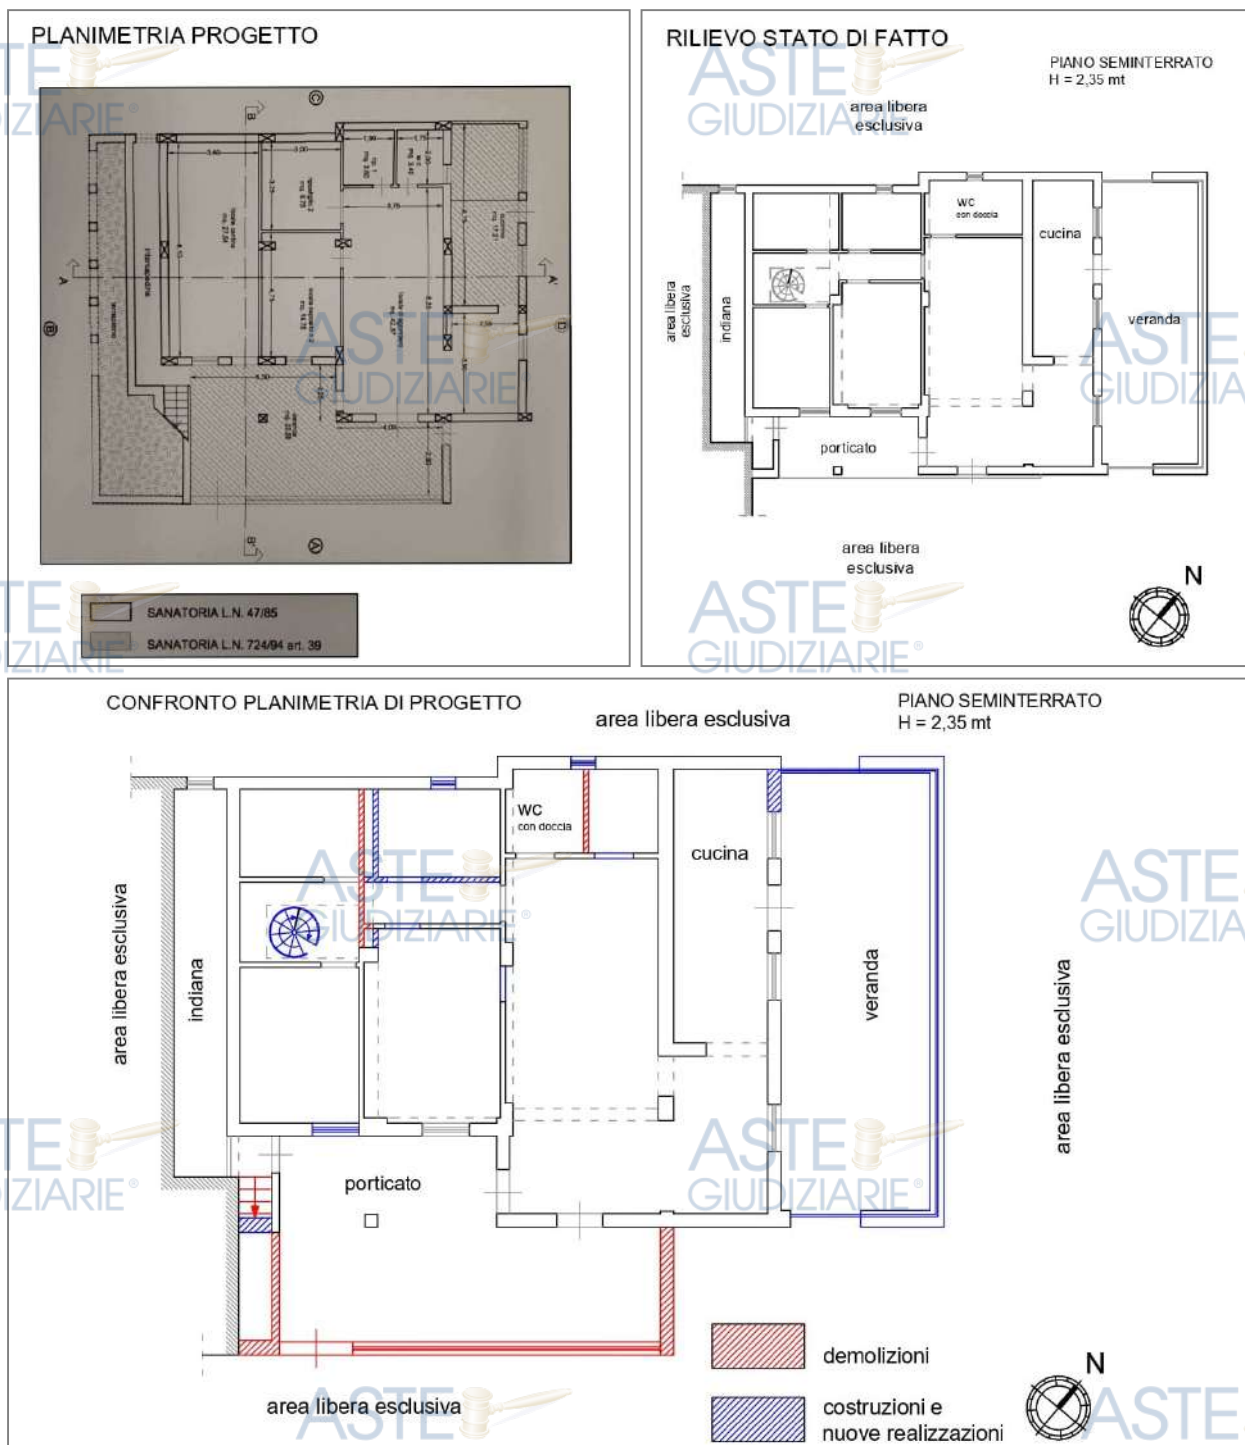 PLANIMETRIA PROGETTO
C
B
A
A'
B
D
B'
A
SANATORIA L.N. 47/85
SANATORIA L.N. 724/94 art. 39
RILIEVO STATO DI FATTO
PIANO SEMINTERRATO
H = 2,35 mt
area libera
esclusiva
WC
con doccia
cucina
area libera
esclusiva
indiana
veranda
porticato
area libera
esclusiva
N
CONFRONTO PLANIMETRIA DI PROGETTO
PIANO SEMINTERRATO
H = 2,35 mt
area libera esclusiva
WC
con doccia
cucina
area libera esclusiva
indiana
veranda
area libera esclusiva
porticato
area libera esclusiva
demolizioni
costruzioni e
nuove realizzazioni
N
ASTE
GIUDIZIARIE®